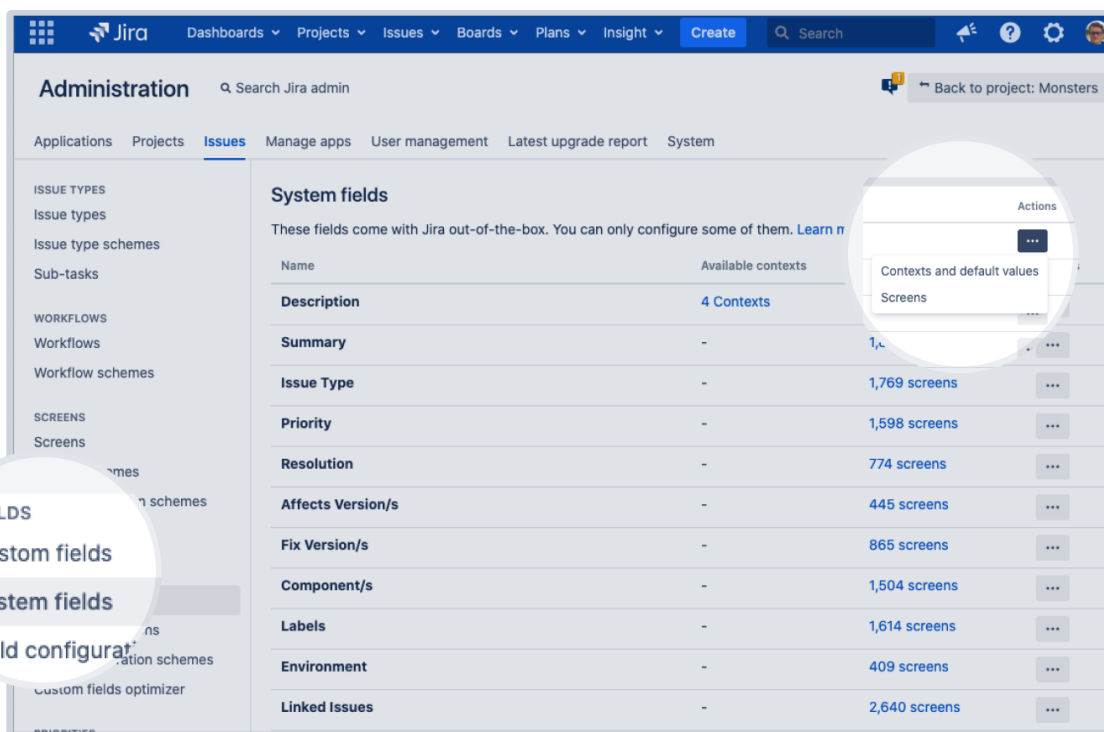 Jira Dashboards Projects Issues Boards Plans Insight Create Search
Administration Search Jira admin Back to project: Monsters
Applications Projects Issues Manage apps User management Latest upgrade report System
ISSUE TYPES
Issue types
Issue type schemes
Sub-tasks
WORKFLOWS
Workflows
Workflow schemes
SCREENS
Screens
schemes
stom fields
stem fields
ld configurat
ration schemes
Custom fields optimizer
System fields
These fields come with Jira out-of-the-box. You can only configure some of them. Learn
Name Available contexts
Actions
...
Contexts and default values
Screens
Description 4 Contexts
Summary - ...
Issue Type - 1,769 screens ...
Priority - 1,598 screens ...
Resolution - 774 screens ...
Affects Version/s - 445 screens ...
Fix Version/s - 865 screens ...
Component/s - 1,504 screens ...
Labels - 1,614 screens ...
Environment - 409 screens ...
Linked Issues - 2,640 screens ...